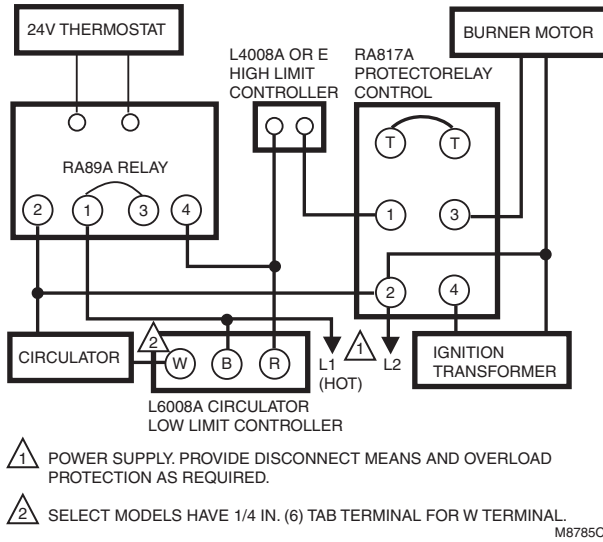 24V THERMOSTAT
BURNER MOTOR
L4008A OR E
HIGH LIMIT
CONTROLLER
RA817A
PROTECTORELAY
CONTROL
T
T
RA89A RELAY
2
1
3
4
1
3
2
4
CIRCULATOR
2
W
B
R
L1
(HOT)
1
L2
IGNITION
TRANSFORMER
L6008A CIRCULATOR
LOW LIMIT CONTROLLER
1 POWER SUPPLY. PROVIDE DISCONNECT MEANS AND OVERLOAD
PROTECTION AS REQUIRED.
2 SELECT MODELS HAVE 1/4 IN. (6) TAB TERMINAL FOR W TERMINAL.
M8785C